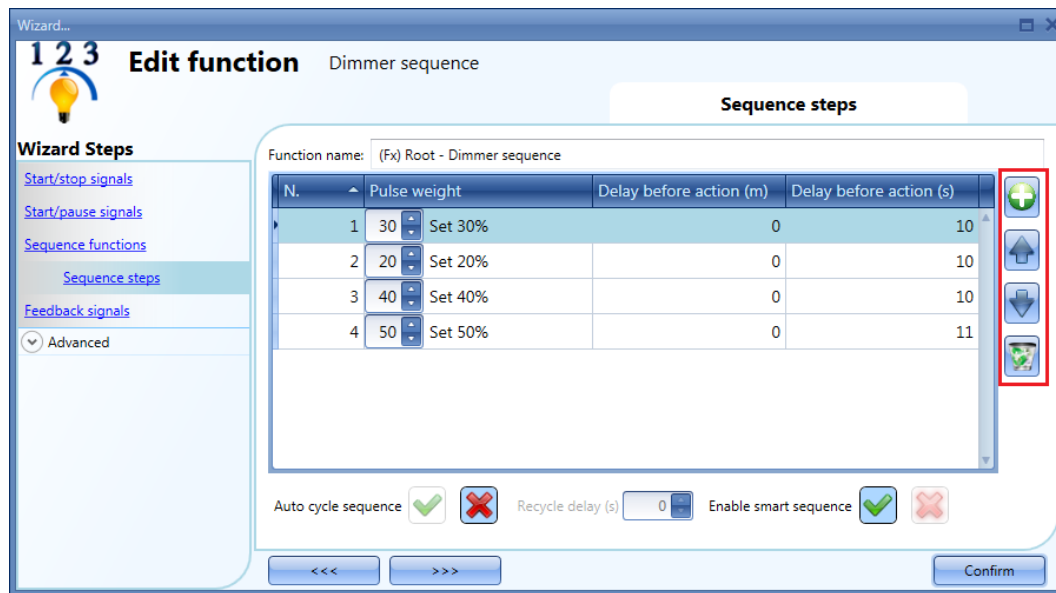 Wizard...
1 2 3
Edit function Dimmer sequence
Sequence steps
Wizard Steps
Start/stop signals
Start/pause signals
Sequence functions
Sequence steps
Feedback signals
Advanced
Function name: (Fx) Root - Dimmer sequence
N. Pulse weight Delay before action (m) Delay before action (s)
1 30 Set 30% 0 10
2 20 Set 20% 0 10
3 40 Set 40% 0 10
4 50 Set 50% 0 11
Auto cycle sequence Recycle delay (s) 0 Enable smart sequence
<<< >>> Confirm